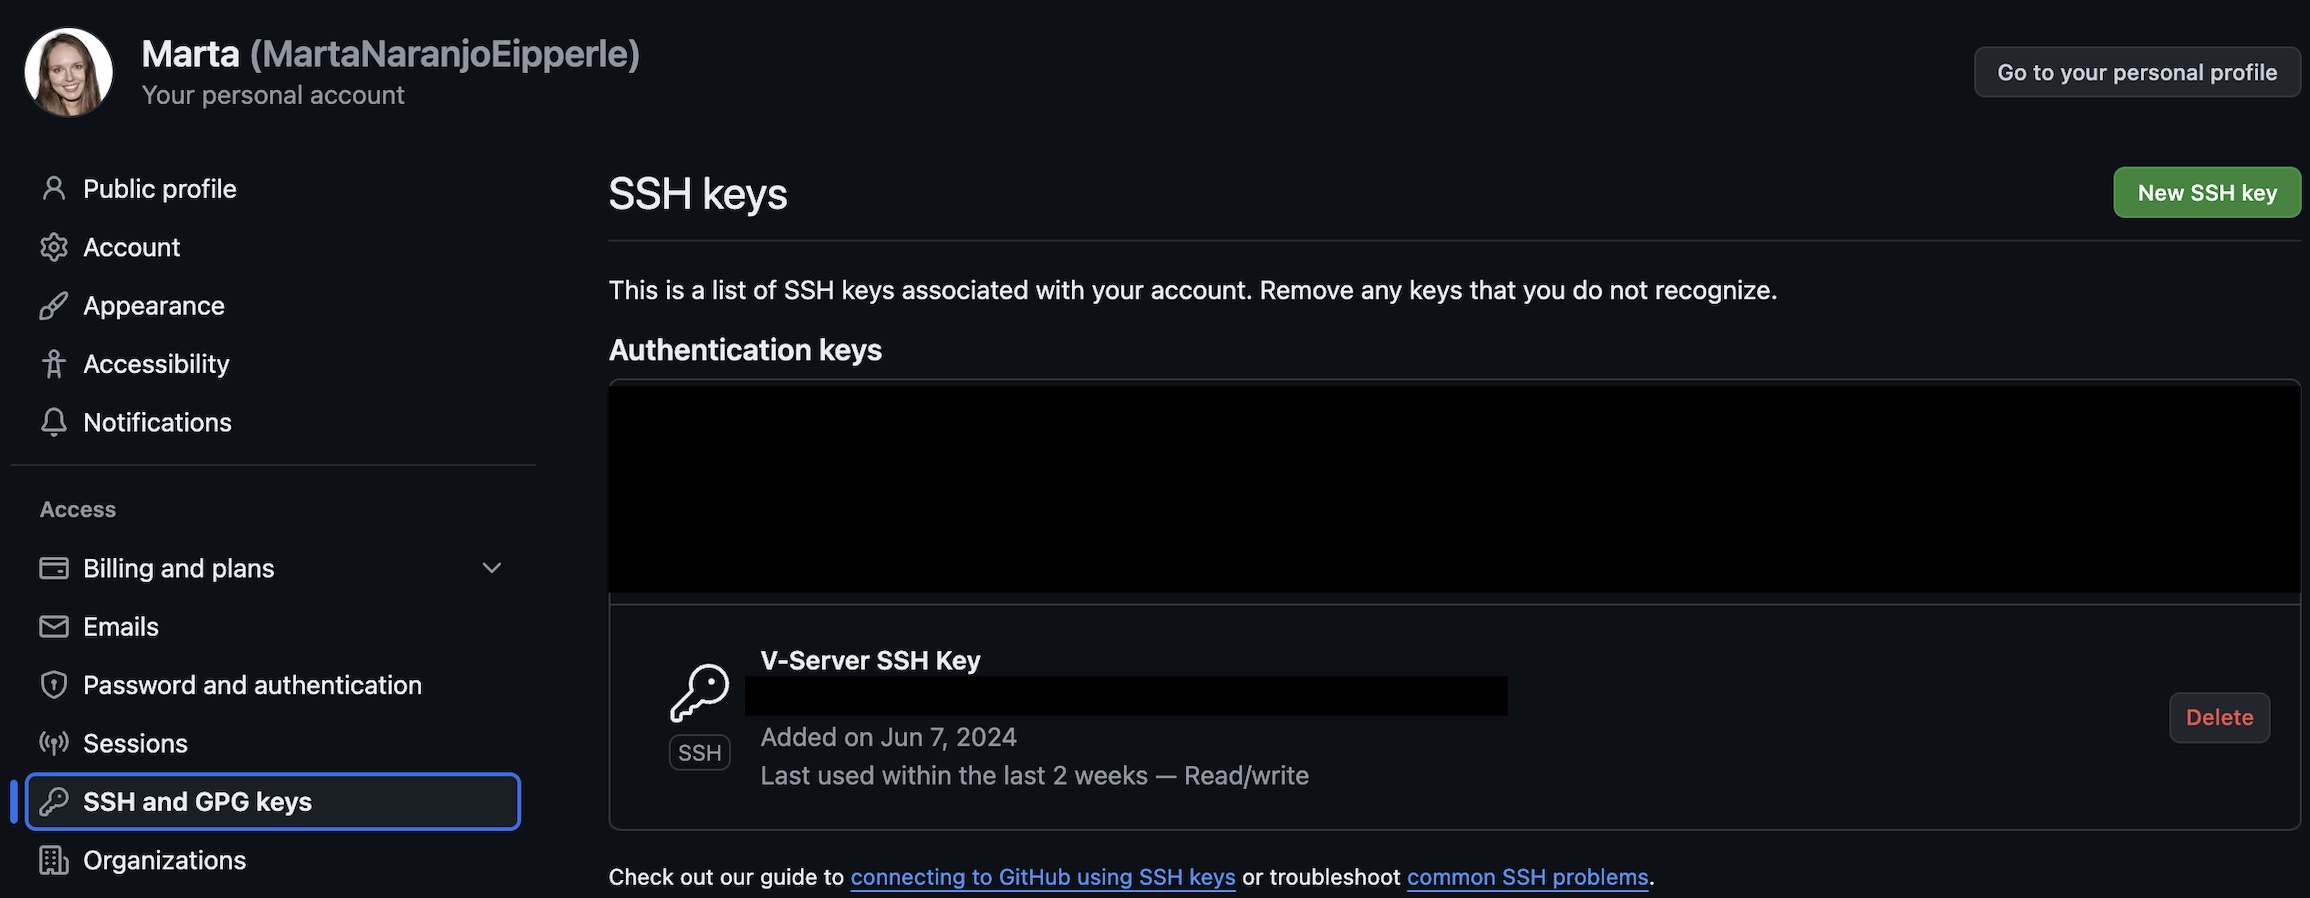 Marta (MartaNaranjoEipperle)
Your personal account
Go to your personal profile
Public profile
Account
Appearance
Accessibility
Notifications
Access
Billing and plans
Emails
Password and authentication
Sessions
SSH and GPG keys
Organizations
SSH keys
New SSH key
This is a list of SSH keys associated with your account. Remove any keys that you do not recognize.
Authentication keys
V-Server SSH Key
SSH
Added on Jun 7, 2024
Last used within the last 2 weeks — Read/write
Delete
Check out our guide to connecting to GitHub using SSH keys or troubleshoot common SSH problems.